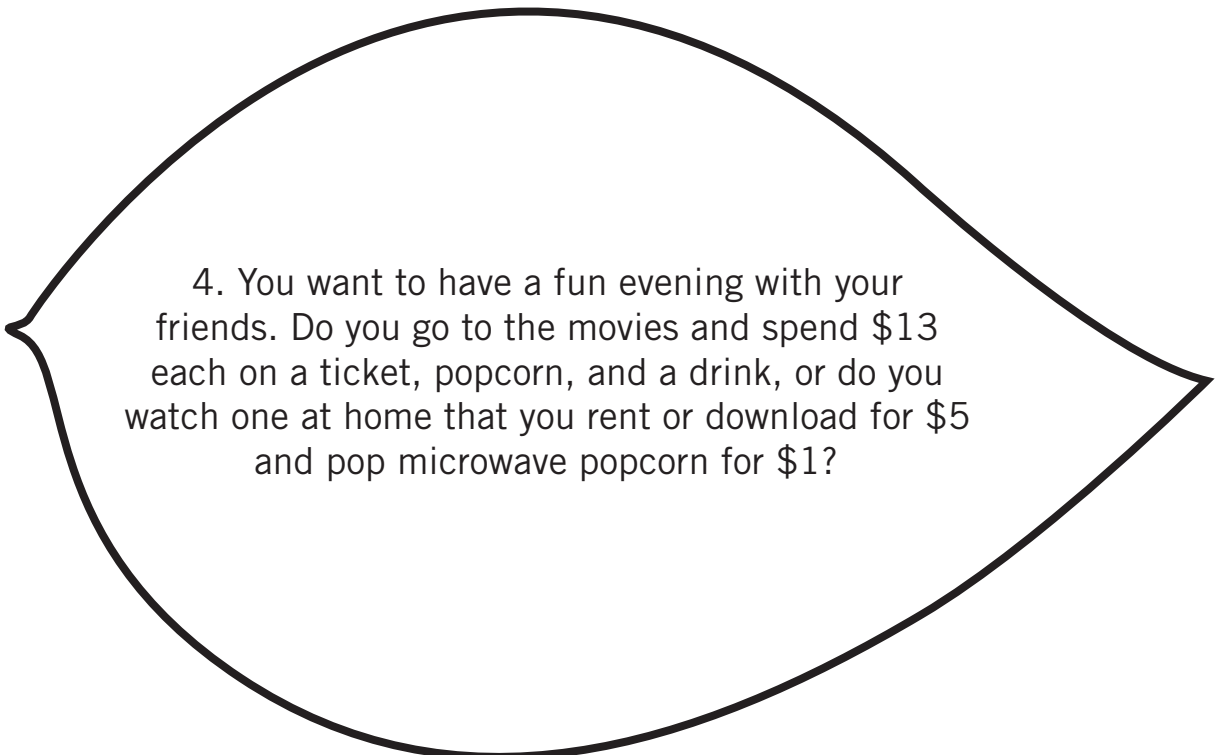 4. You want to have a fun evening with your
friends. Do you go to the movies and spend $13
each on a ticket, popcorn, and a drink, or do you
watch one at home that you rent or download for $5
and pop microwave popcorn for $1?